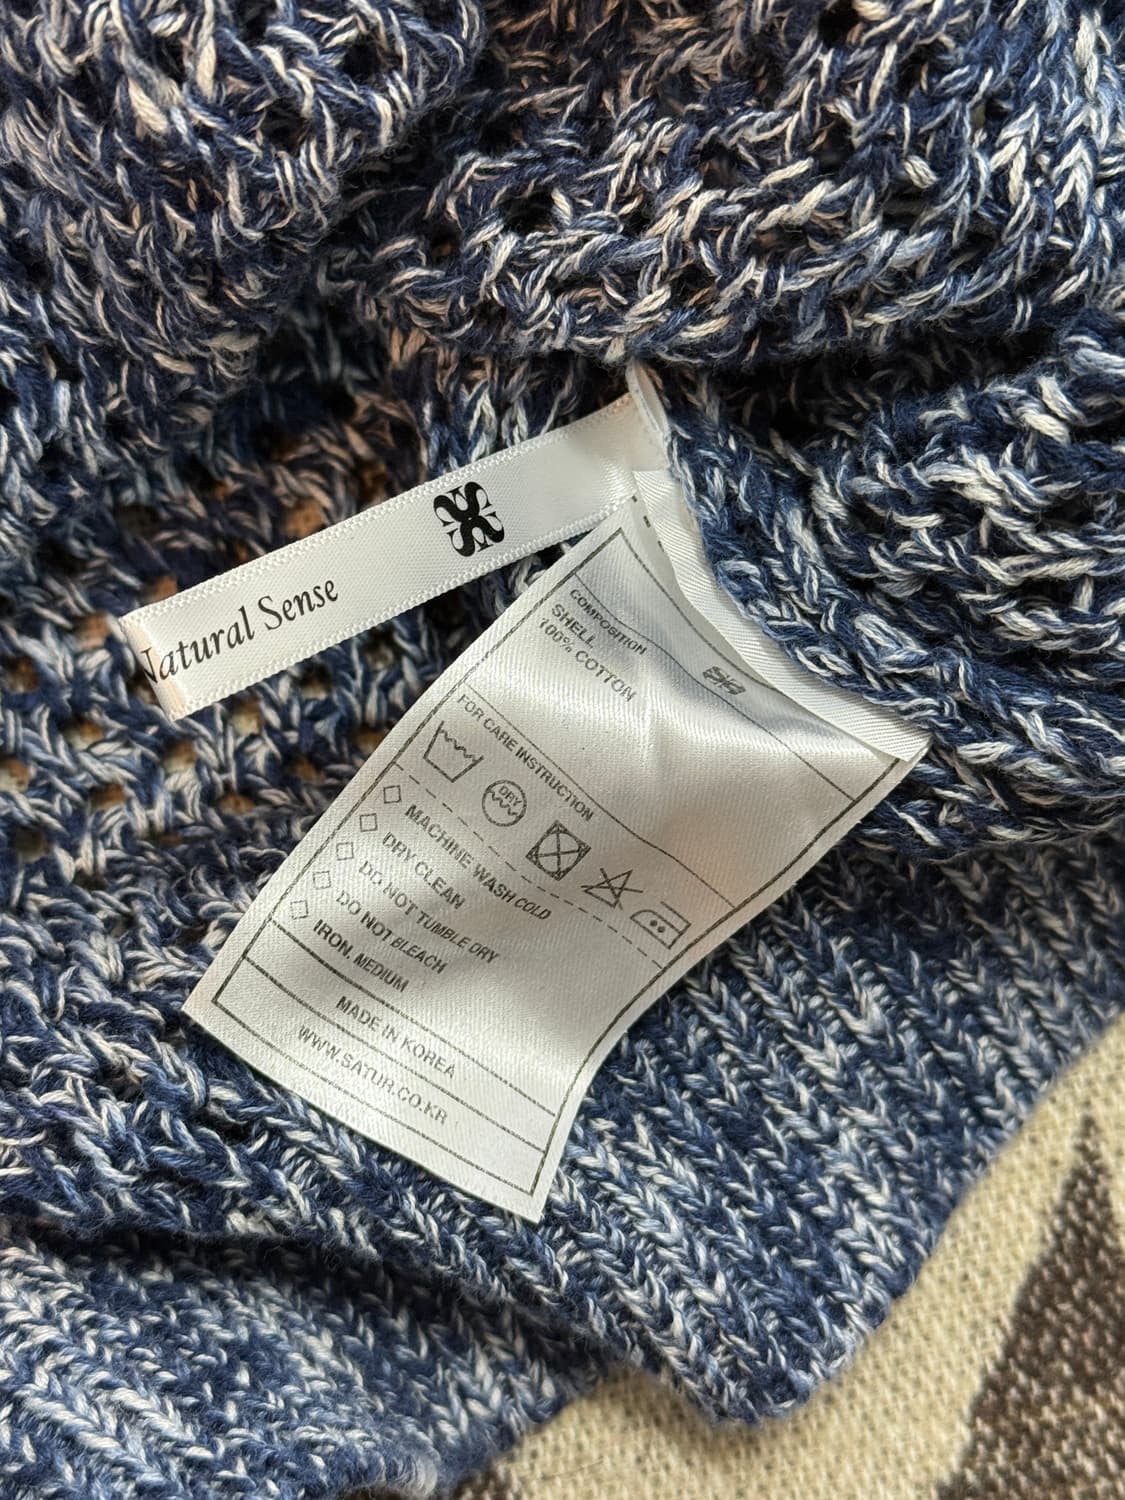 Natural Sense
COMPOSITION
SHELL
100% COTTON
FOR CARE INSTRUCTION
DRY
MACHINE WASH COLD
DRY CLEAN
DO NOT TUMBLE DRY
DO NOT BLEACH
IRON, MEDIUM
MADE IN KOREA
WWW.SATUR.CO.KR